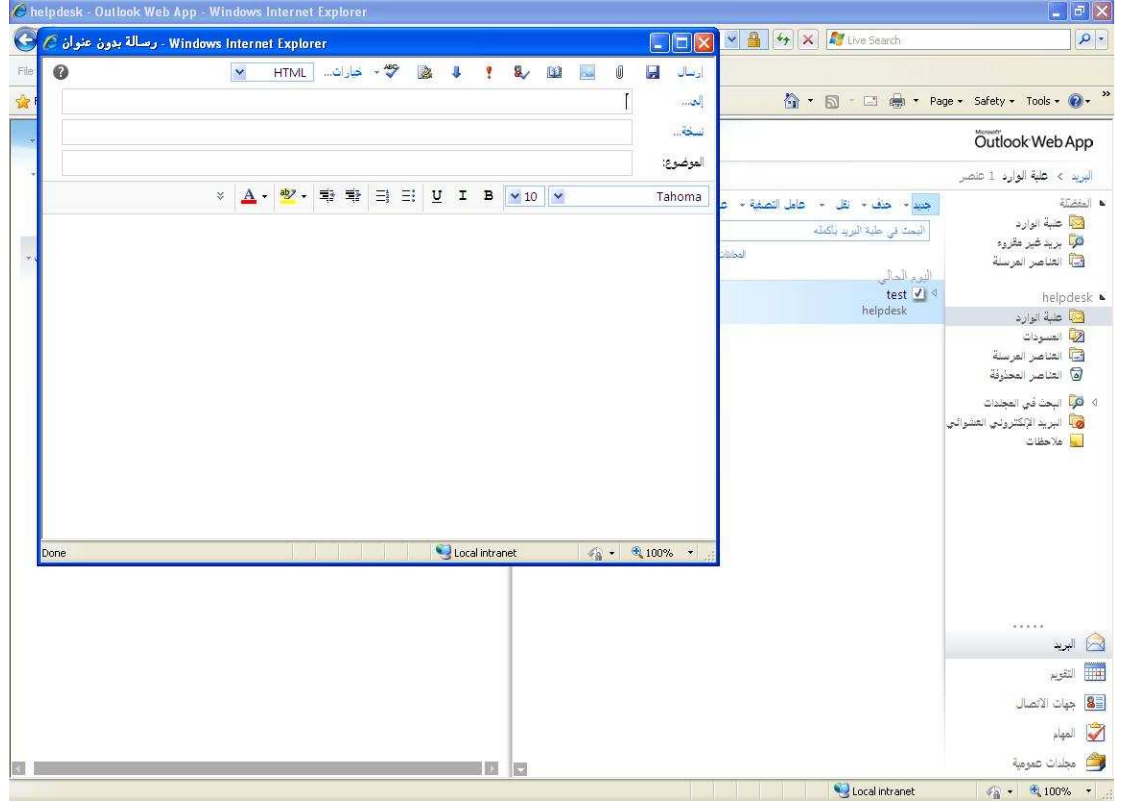 helpdesk - Outlook Web App - Windows Internet Explorer
رسالة بدون عنوان - Windows Internet Explorer
Live Search
File
ارسال
خيارات...
HTML
إلى...
نسخة...
الموضوع:
Tahoma
10
B I U
A
Done
Local intranet
100%
Page Safety Tools
Microsoft
Outlook Web App
البريد > علبة الوارد 1 عنصر
المفضلة
علبة الوارد
بريد غير مقروء
العناصر المرسلة
helpdesk
علبة الوارد
المسودات
العناصر المرسلة
العناصر المحذوفة
البحث في المجلدات
البريد الإلكتروني العشوائي
ملاحظات
جديد حذف نقل عامل التصفية
البحث في علبة البريد بأكمله
اليوم الحالي
test
helpdesk
البريد
التقويم
جهات الاتصال
المهام
مجلدات عمومية
Local intranet
100%